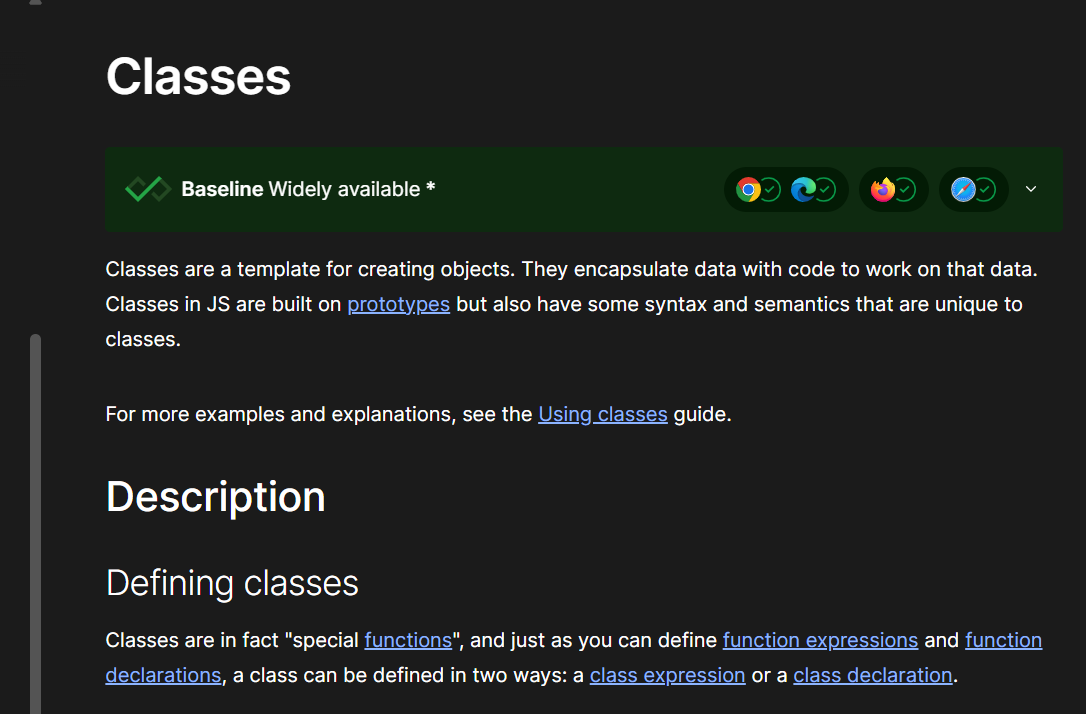 Classes
Baseline Widely available *
Classes are a template for creating objects. They encapsulate data with code to work on that data.
Classes in JS are built on prototypes but also have some syntax and semantics that are unique to
classes.
For more examples and explanations, see the Using classes guide.
Description
Defining classes
Classes are in fact "special functions", and just as you can define function expressions and function
declarations, a class can be defined in two ways: a class expression or a class declaration.